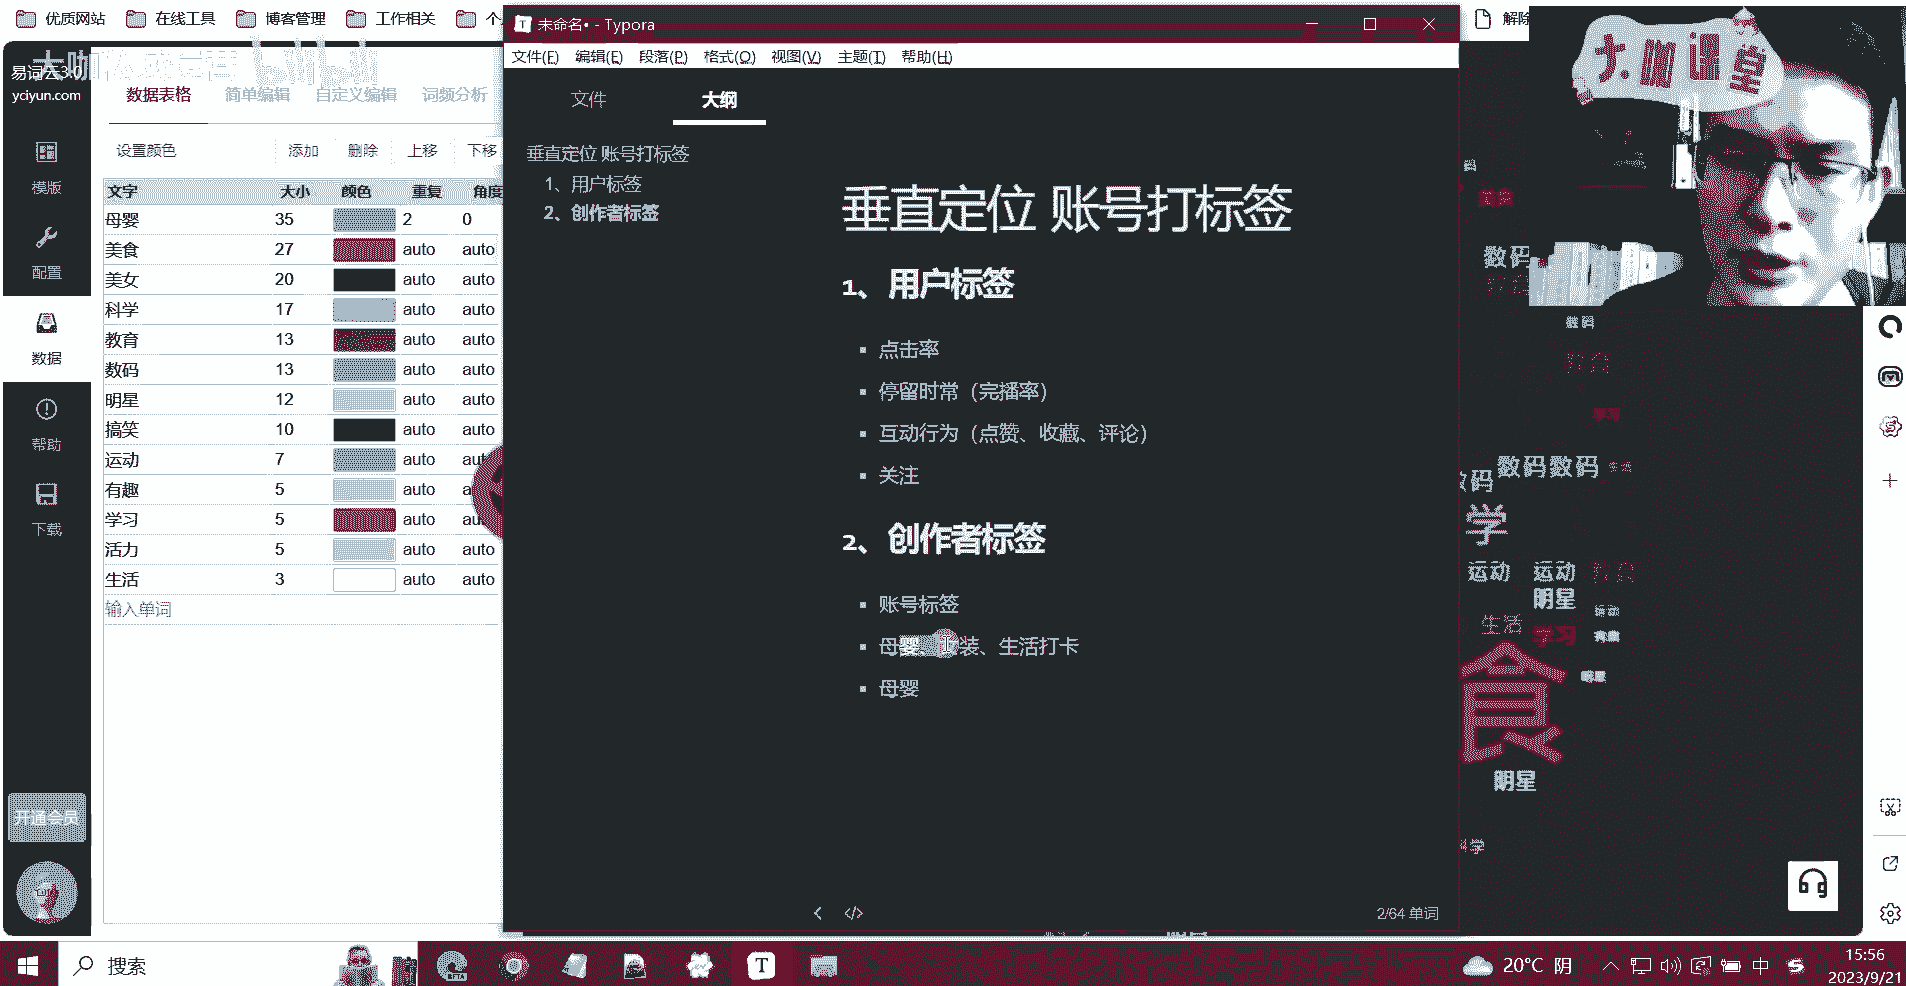 优质网站 在线工具 博客管理 工作相关
未命名• - Typora
解除
文件(F) 编辑(E) 段落(P) 格式(O) 视图(V) 主题(T) 帮助(H)
大咖课堂
易词云3.0
yciyun.com
数据表格 简单编辑 自定义编辑 词频分析
文件 大纲
设置颜色 添加 删除 上移 下移
文字 大小 颜色 重复 角度
母婴 35 2 0
美食 27 auto auto
美女 20 auto auto
科学 17 auto auto
教育 13 auto auto
数码 13 auto auto
明星 12 auto auto
搞笑 10 auto auto
运动 7 auto auto
有趣 5 auto
学习 5 auto
活力 5 auto auto
生活 3 auto auto
输入单词
模版
配置
数据
帮助
下载
开通会员
垂直定位 账号打标签
1、用户标签
2、创作者标签
垂直定位 账号打标签
1、用户标签
点击率
停留时常（完播率）
互动行为（点赞、收藏、评论）
关注
2、创作者标签
账号标签
母婴、 装、生活打卡
母婴
2/64 单词
数码
数码
学习
数码数码
学
运动 运动
明星
生活 学习
食
明星
搜索
20°C 阴
中
15:56
2023/9/21